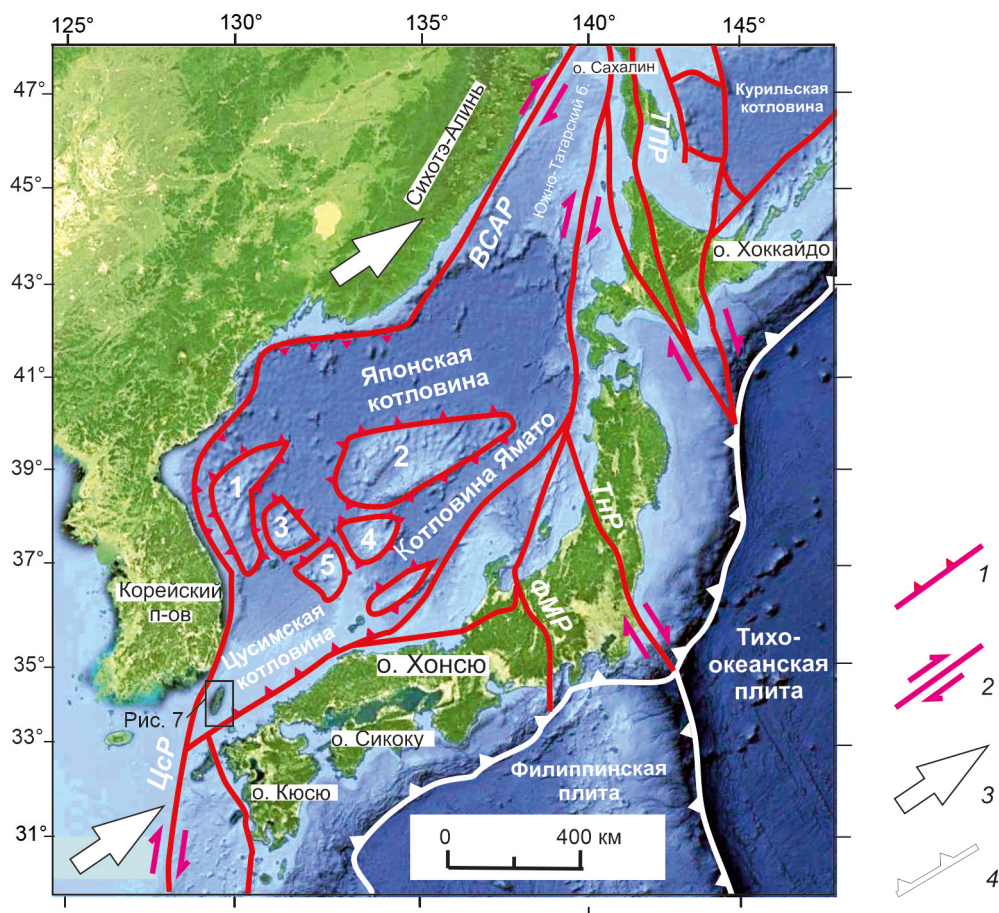 125°
130°
135°
140°
145°
47°
45°
43°
41°
39°
37°
35°
33°
31°
о. Сахалин
Курильская
котловина
Сихотэ-Алинь
Южно-Татарский б.
ТПР
ВСАР
о. Хоккайдо
Японская
котловина
Котловина Ямато
1
2
3
4
5
ТнР
ФМР
Корейский
п-ов
Цусимская
котловина
о. Хонсю
Тихо-
океанская
плита
Рис. 7
ЦсР
о. Сикоку
о. Кюсю
Филиппинская
плита
0
400 км
1
2
3
4